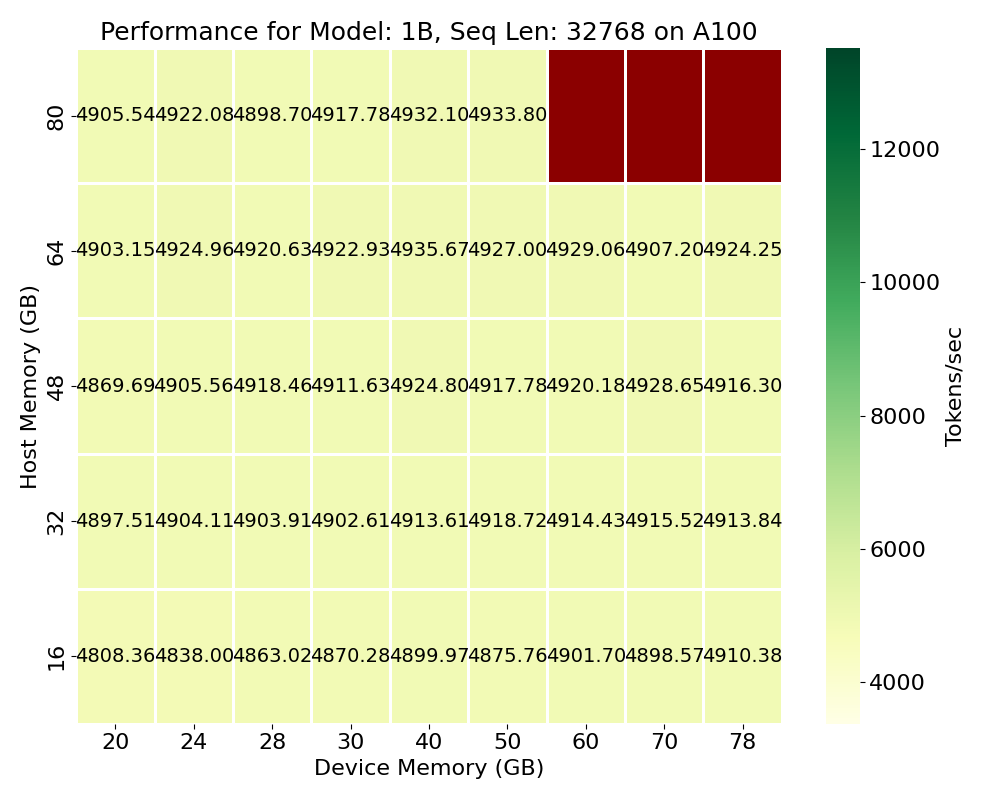 Performance for Model: 1B, Seq Len: 32768 on A100
80 4905.54 4922.08 4898.70 4917.78 4932.10 4933.80
64 4903.15 4924.96 4920.63 4922.93 4935.67 4927.00 4929.06 4907.20 4924.25
48 4869.69 4905.56 4918.46 4911.63 4924.80 4917.78 4920.18 4928.65 4916.30
32 4897.51 4904.11 4903.91 4902.61 4913.61 4918.72 4914.43 4915.52 4913.84
16 4808.36 4838.00 4863.02 4870.28 4899.97 4875.76 4901.70 4898.57 4910.38
20 24 28 30 40 50 60 70 78
Device Memory (GB)
Host Memory (GB)
12000
10000
8000
6000
4000
Tokens/sec